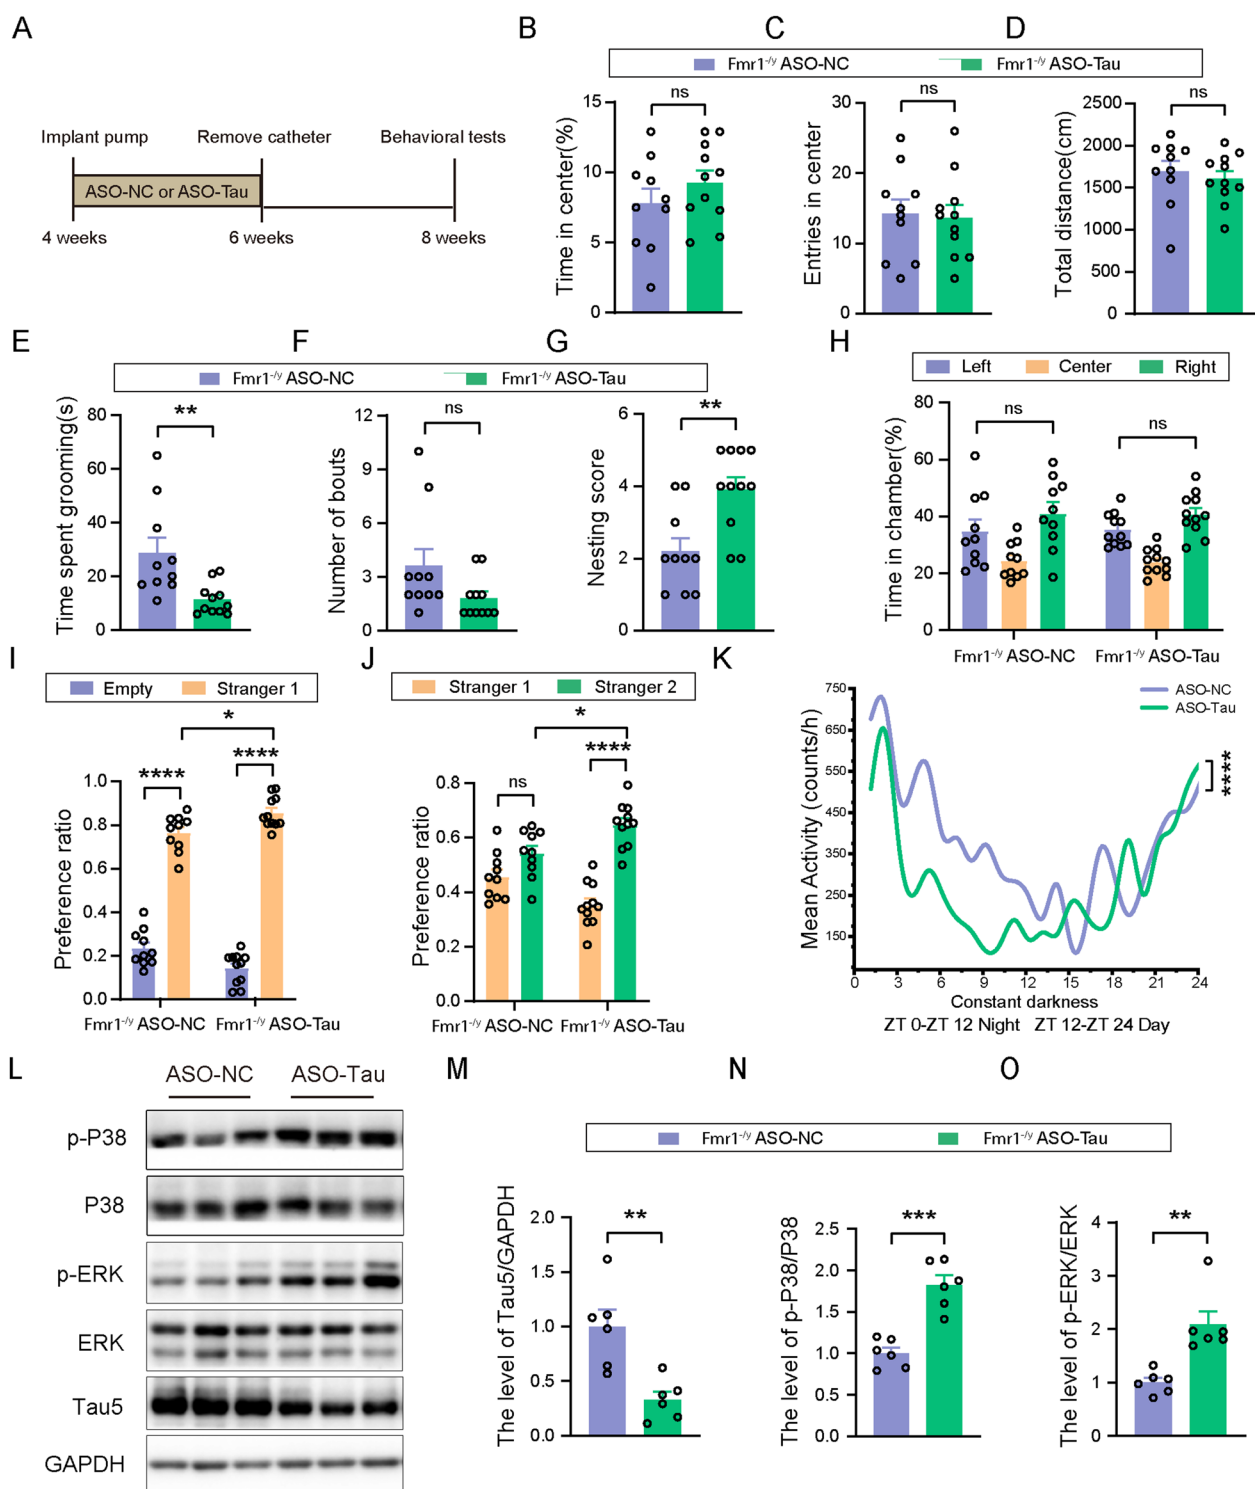 A
Implant pump Remove catheter Behavioral tests
ASO-NC or ASO-Tau
4 weeks 6 weeks 8 weeks
B C D
Fmr1-/y ASO-NC Fmr1-/y ASO-Tau
Time in center(%)
15
10
5
0
ns
Entries in center
30
20
10
0
ns
Total distance(cm)
2500
2000
1500
1000
500
0
ns
E F G
Fmr1-/y ASO-NC Fmr1-/y ASO-Tau
Time spent grooming(s)
80
60
40
20
0
**
Number of bouts
12
9
6
3
0
ns
Nesting score
6
4
2
0
**
H
Left Center Right
Time in chamber(%)
80
60
40
20
0
ns ns
Fmr1-/y ASO-NC Fmr1-/y ASO-Tau
I
Empty Stranger 1
Preference ratio
1.0
0.8
0.6
0.4
0.2
0.0
*
**** ****
Fmr1-/y ASO-NC Fmr1-/y ASO-Tau
J
Stranger 1 Stranger 2
Preference ratio
0.8
0.6
0.4
0.2
0.0
*
ns ****
Fmr1-/y ASO-NC Fmr1-/y ASO-Tau
K
ASO-NC
ASO-Tau
Mean Activity (counts/h)
750
650
550
450
350
250
150
****
0 3 6 9 12 15 18 21 24
Constant darkness
ZT 0-ZT 12 Night ZT 12-ZT 24 Day
L
ASO-NC ASO-Tau
p-P38
P38
p-ERK
ERK
Tau5
GAPDH
M N O
Fmr1-/y ASO-NC Fmr1-/y ASO-Tau
The level of Tau5/GAPDH
2.0
1.5
1.0
0.5
0.0
**
The level of p-P38/P38
2.5
2.0
1.5
1.0
0.5
0.0
***
The level of p-ERK/ERK
4
3
2
1
0
**